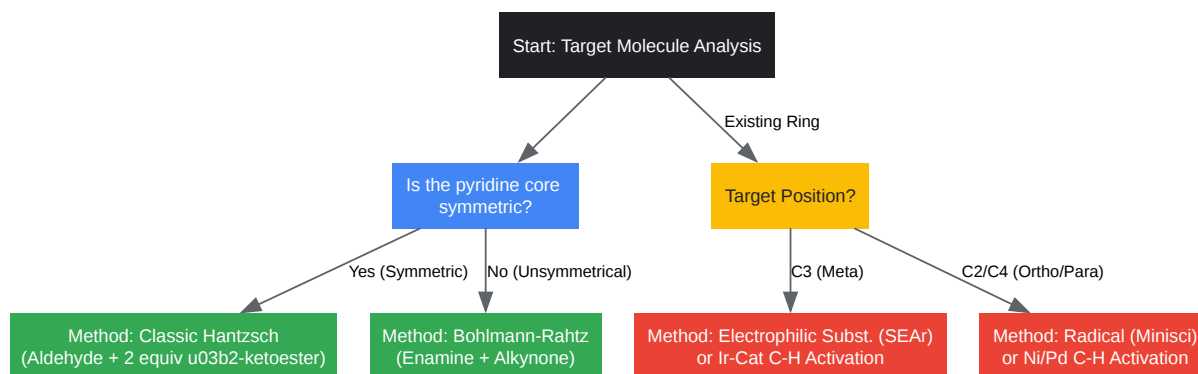 Start: Target Molecule Analysis
Existing Ring
Is the pyridine core
symmetric?
Target Position?
Yes (Symmetric)
No (Unsymmetrical)
C3 (Meta)
C2/C4 (Ortho/Para)
Method: Classic Hantzsch
(Aldehyde + 2 equiv u03b2-ketoester)
Method: Bohlmann-Rahtz
(Enamine + Alkynone)
Method: Electrophilic Subst. (SEAr)
or Ir-Cat C-H Activation
Method: Radical (Minisci)
or Ni/Pd C-H Activation